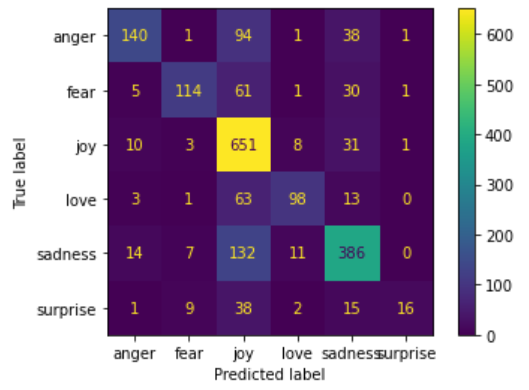 anger 140 1 94 1 38 1
fear 5 114 61 1 30 1
joy 10 3 651 8 31 1
love 3 1 63 98 13 0
sadness 14 7 132 11 386 0
surprise 1 9 38 2 15 16
anger fear joy love sadness surprise
Predicted label
True label
600
500
400
300
200
100
0